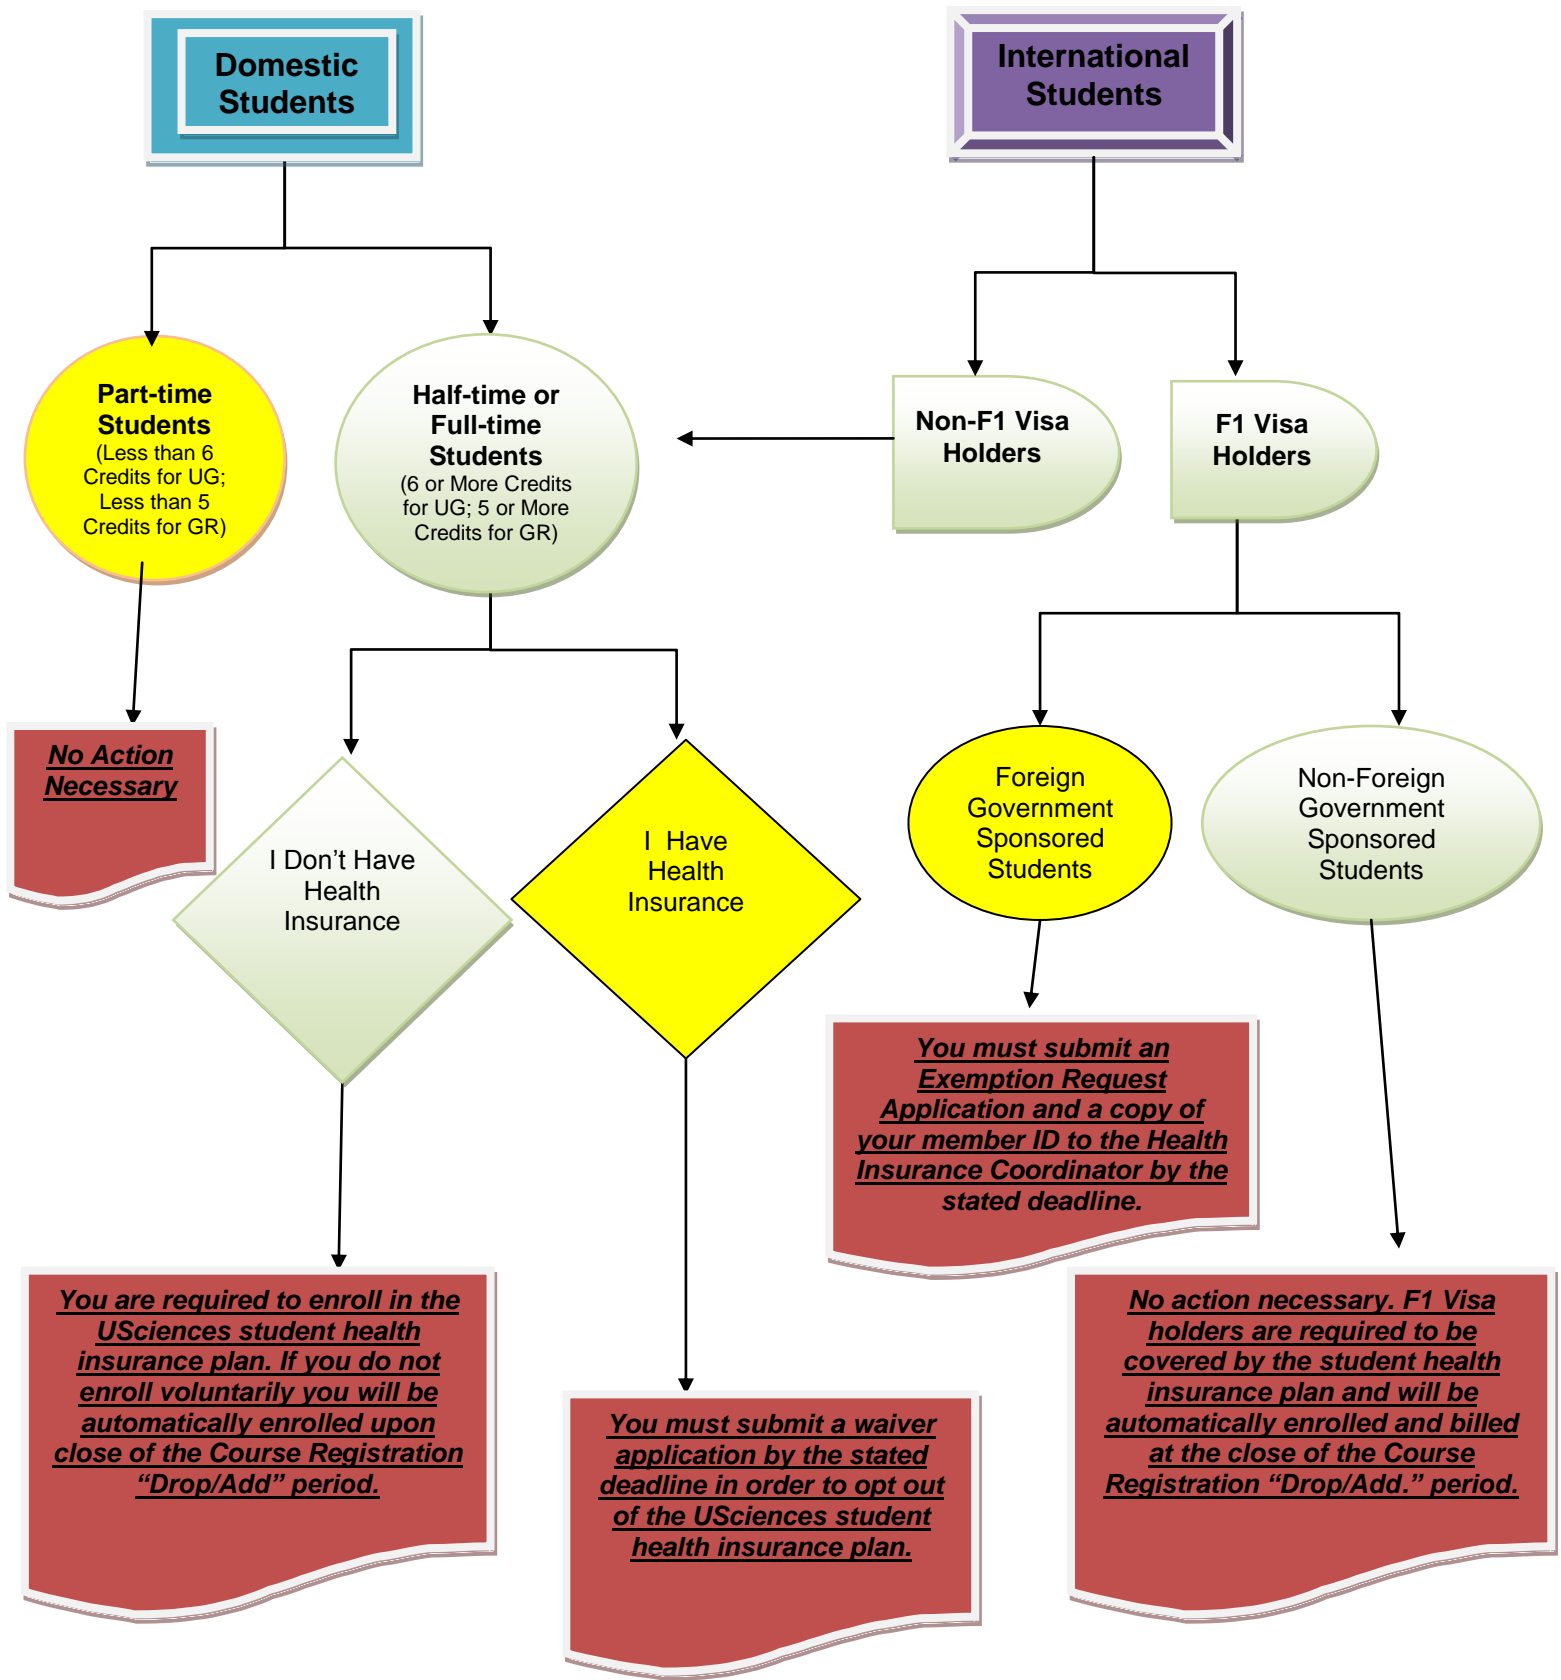 Domestic
Students
International
Students
Part-time
Students
(Less than 6
Credits for UG;
Less than 5
Credits for GR)
Half-time or
Full-time
Students
(6 or More Credits
for UG; 5 or More
Credits for GR)
Non-F1 Visa
Holders
F1 Visa
Holders
No Action
Necessary
I Don’t Have
Health
Insurance
I  Have
Health
Insurance
Foreign
Government
Sponsored
Students
Non-Foreign
Government
Sponsored
Students
You must submit an
Exemption Request
Application and a copy of
your member ID to the Health
Insurance Coordinator by the
stated deadline.
You are required to enroll in the
USciences student health
insurance plan. If you do not
enroll voluntarily you will be
automatically enrolled upon
close of the Course Registration
“Drop/Add” period.
You must submit a waiver
application by the stated
deadline in order to opt out
of the USciences student
health insurance plan.
No action necessary. F1 Visa
holders are required to be
covered by the student health
insurance plan and will be
automatically enrolled and billed
at the close of the Course
Registration “Drop/Add.” period.